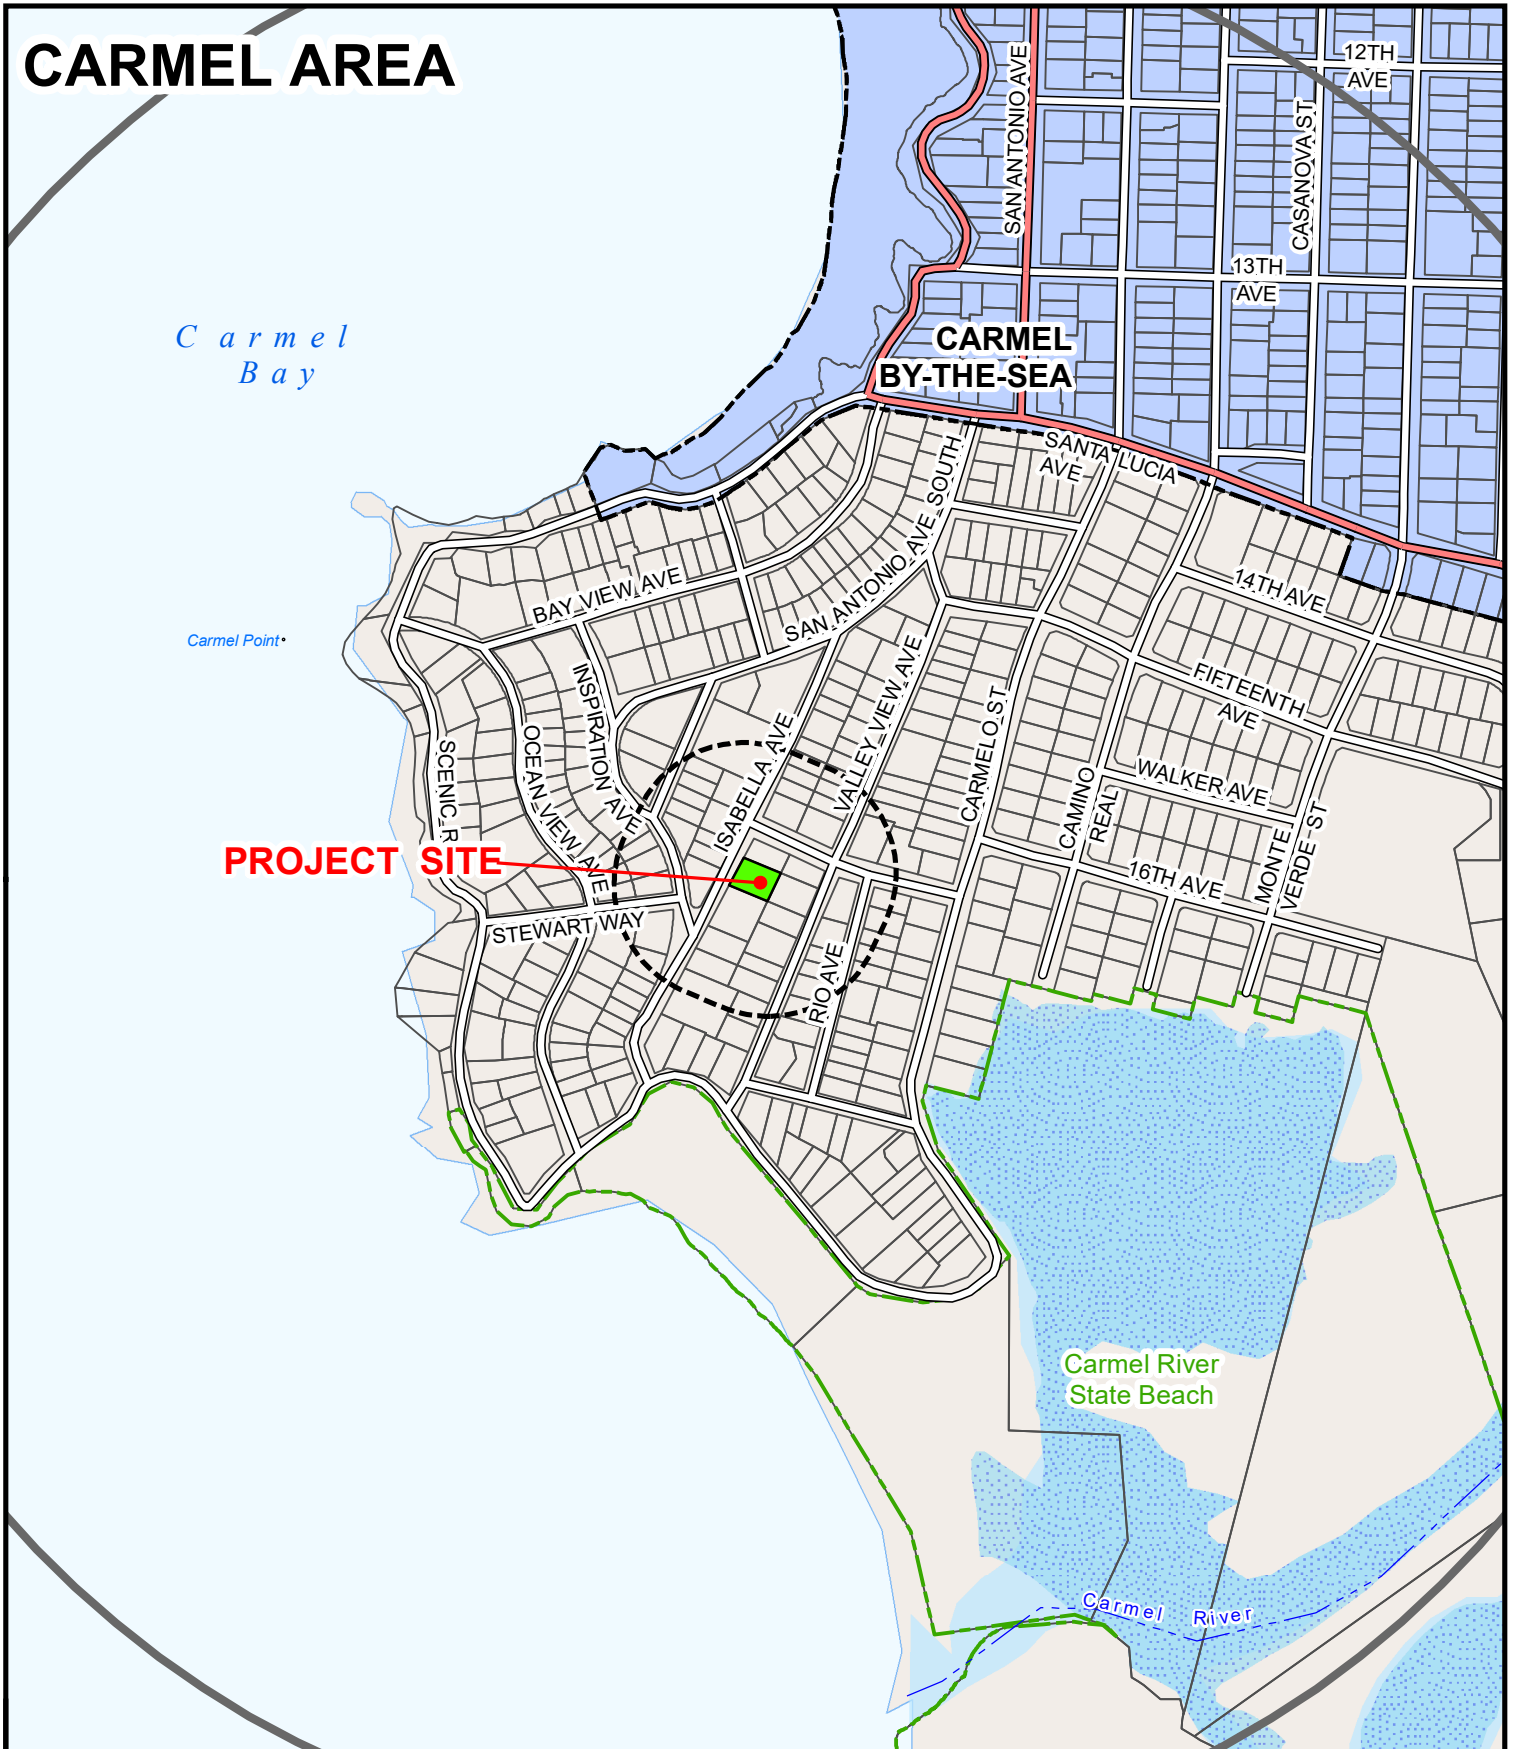 CARMEL AREA
12TH
AVE
SAN ANTONIO AVE
CASANOVA ST
13TH
AVE
Carmel
Bay
CARMEL
BY-THE-SEA
SANTA LUCIA
AVE
SAN ANTONIO AVE SOUTH
14TH AVE
BAY VIEW AVE
Carmel Point
FIFTEENTH
AVE
INSPIRATION AVE
VALLEY VIEW AVE
ISABELLA AVE
CARMELO ST
SCENIC R
OCEAN VIEW AVE
WALKER AVE
CAMINO
REAL
MONTE
VERDE ST
PROJECT SITE
16TH AVE
STEWART WAY
RIO AVE
Carmel River
State Beach
Carmel River